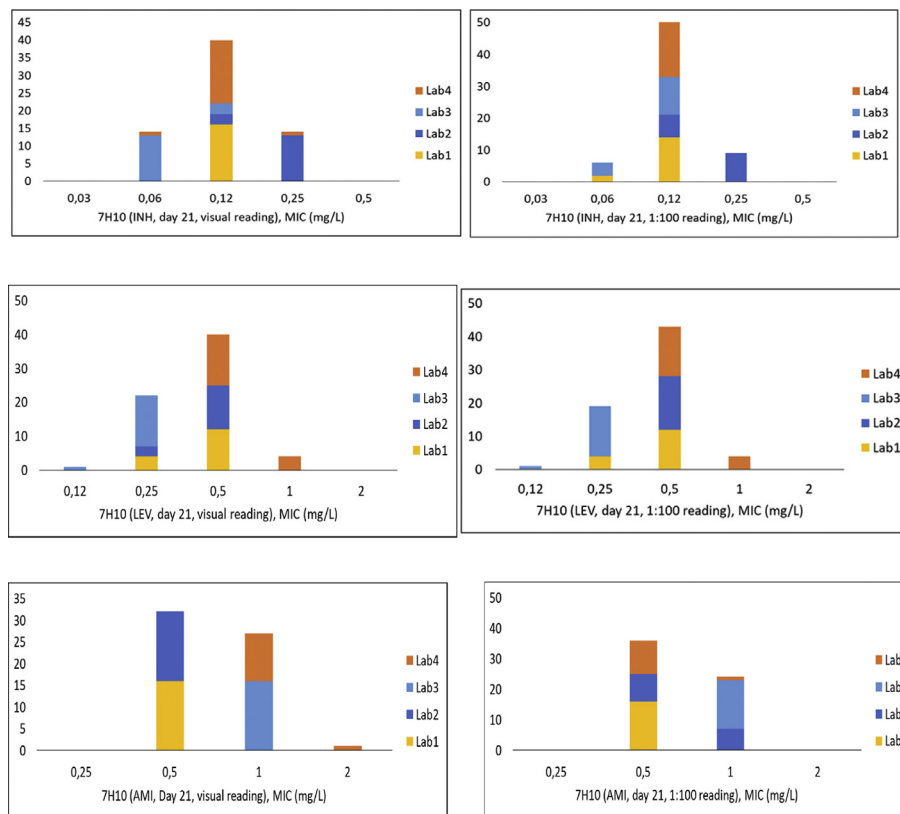 45
40
35
30
25
20
15
10
5
0
0,03 0,06 0,12 0,25 0,5
7H10 (INH, day 21, visual reading), MIC (mg/L)
Lab4
Lab3
Lab2
Lab1
50
40
30
20
10
0
0,03 0,06 0,12 0,25 0,5
7H10 (INH, day 21, 1:100 reading), MIC (mg/L)
Lab4
Lab3
Lab2
Lab1
50
40
30
20
10
0
0,12 0,25 0,5 1 2
7H10 (LEV, day 21, visual reading), MIC (mg/L)
Lab4
Lab3
Lab2
Lab1
50
40
30
20
10
0
0,12 0,25 0,5 1 2
7H10 (LEV, day 21, 1:100 reading), MIC (mg/L)
Lab4
Lab3
Lab2
Lab1
35
30
25
20
15
10
5
0
0,25 0,5 1 2
7H10 (AMI, Day 21, visual reading), MIC (mg/L)
Lab4
Lab3
Lab2
Lab1
50
40
30
20
10
0
0,25 0,5 1 2
7H10 (AMI, day 21, 1:100 reading), MIC (mg/L)
Lab
Lab
Lab
Lab